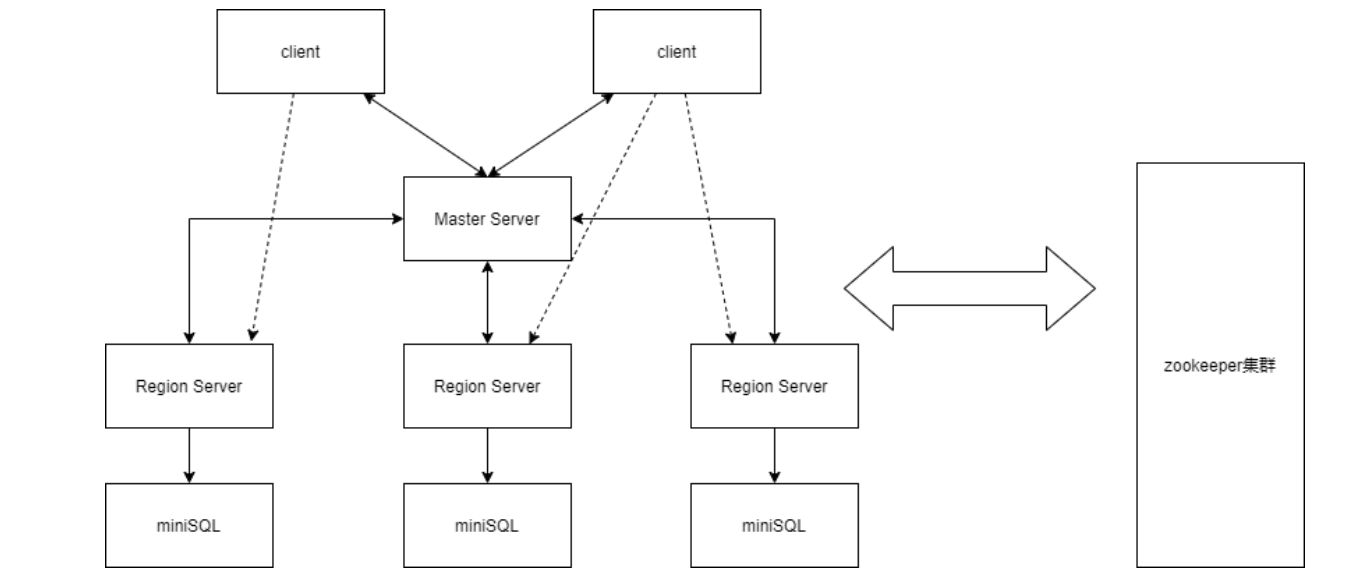 client
client
Master Server
zookeeper集群
Region Server
Region Server
Region Server
miniSQL
miniSQL
miniSQL